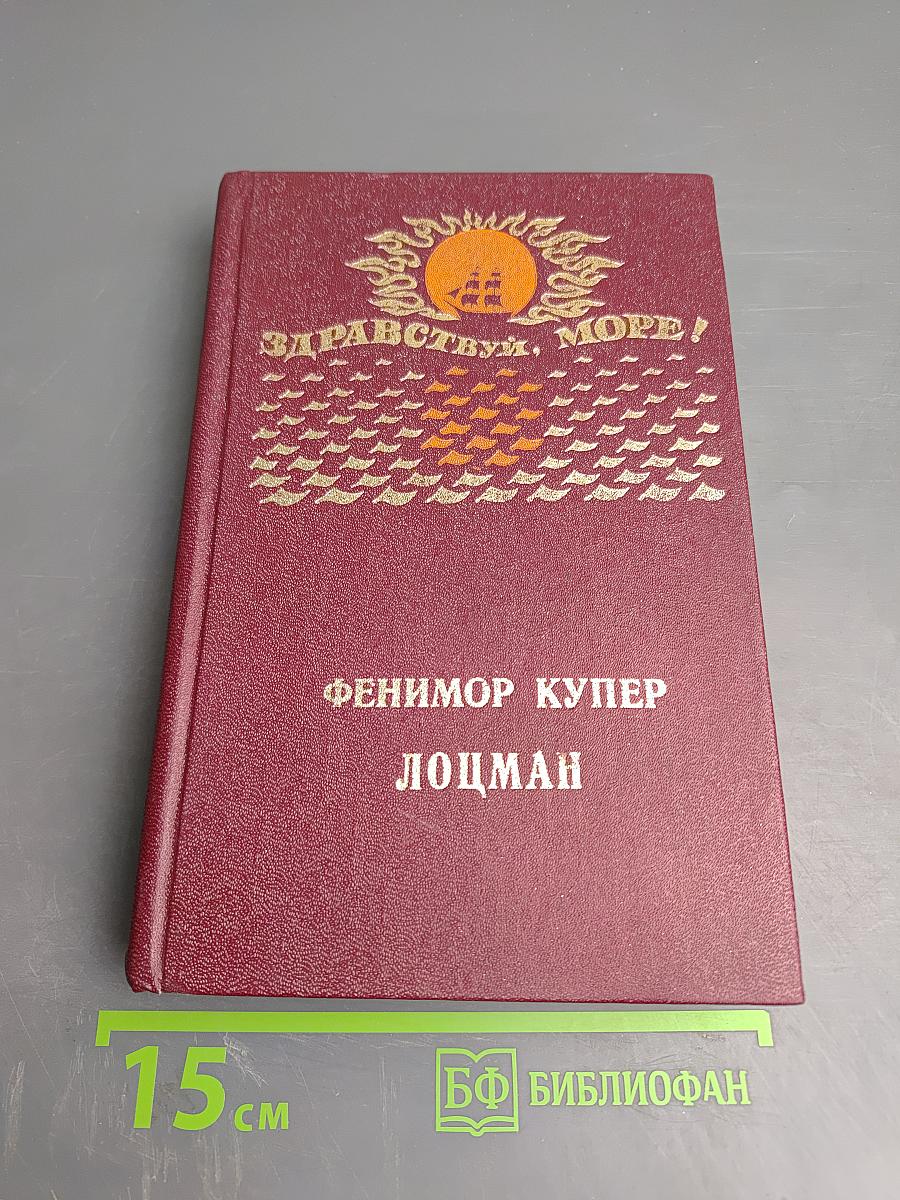 ЗДРАВСТВУЙ, МОРЕ!
ФЕНИМОР КУПЕР
ЛОЦМАН
15 см
БФ БИБЛИОФАН